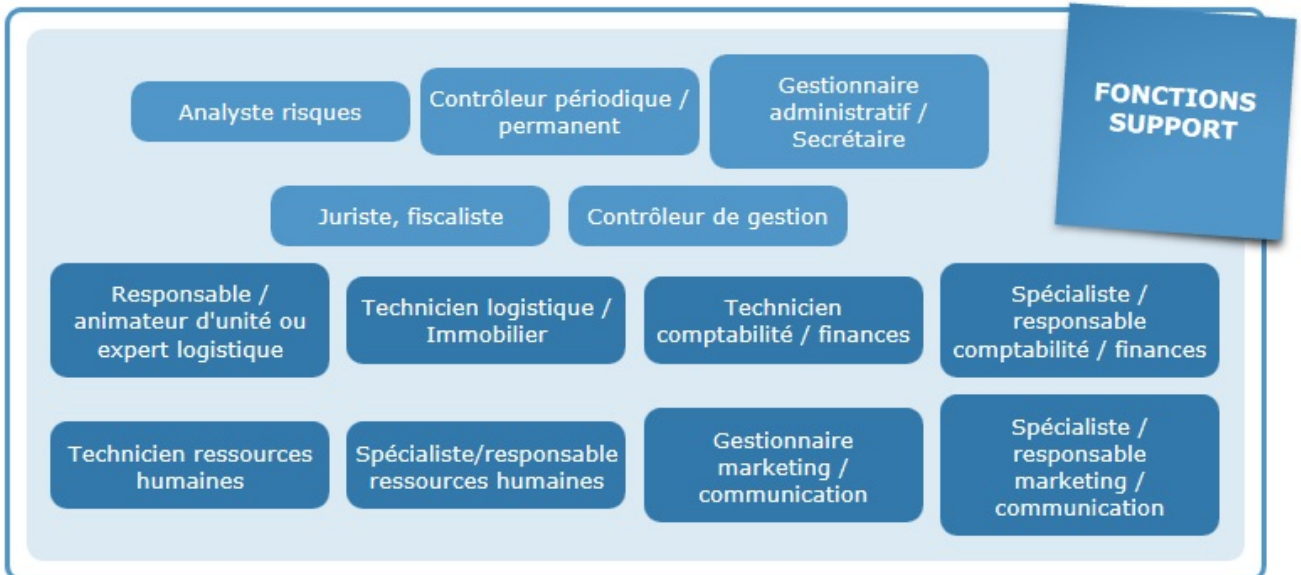 FONCTIONS
SUPPORT
Analyste risques
Contrôleur périodique /
permanent
Gestionnaire
administratif /
Secrétaire
Juriste, fiscaliste
Contrôleur de gestion
Responsable /
animateur d'unité ou
expert logistique
Technicien logistique /
Immobilier
Technicien
comptabilité / finances
Spécialiste /
responsable
comptabilité / finances
Technicien ressources
humaines
Spécialiste/responsable
ressources humaines
Gestionnaire
marketing /
communication
Spécialiste /
responsable
marketing /
communication